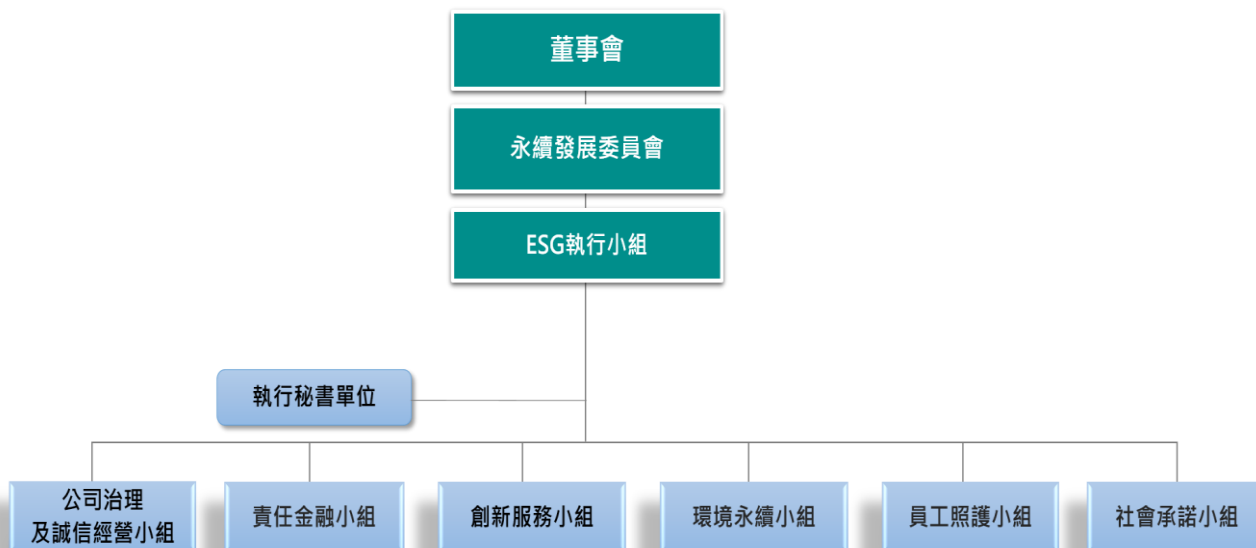 董事會
永續發展委員會
ESG執行小組
執行秘書單位
公司治理
及誠信經營小組
責任金融小組
創新服務小組
環境永續小組
員工照護小組
社會承諾小組